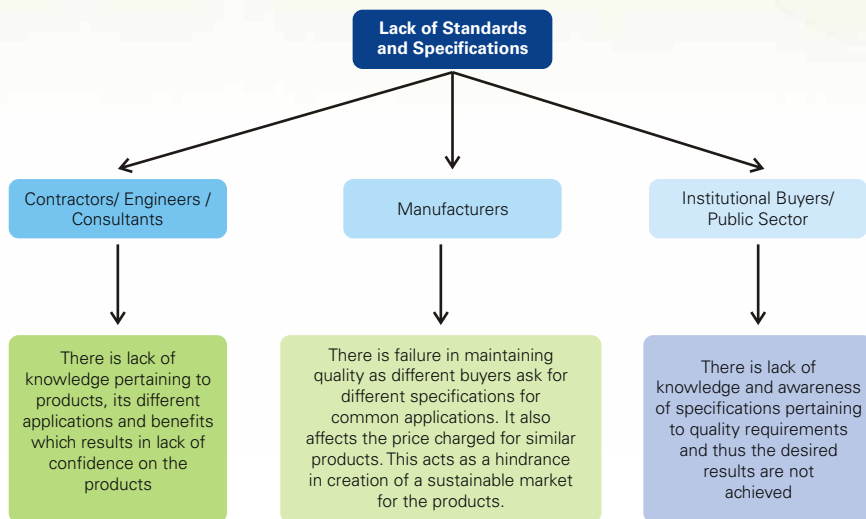 Lack of Standards
and Specifications
Contractors/ Engineers /
Consultants
Manufacturers
Institutional Buyers/
Public Sector
There is lack of
knowledge pertaining to
products, its different
applications and benefits
which results in lack of
confidence on the
products
There is failure in maintaining
quality as different buyers ask for
different specifications for
common applications. It also
affects the price charged for similar
products. This acts as a hindrance
in creation of a sustainable market
for the products.
There is lack of
knowledge and awareness
of specifications pertaining
to quality requirements
and thus the desired
results are not
achieved